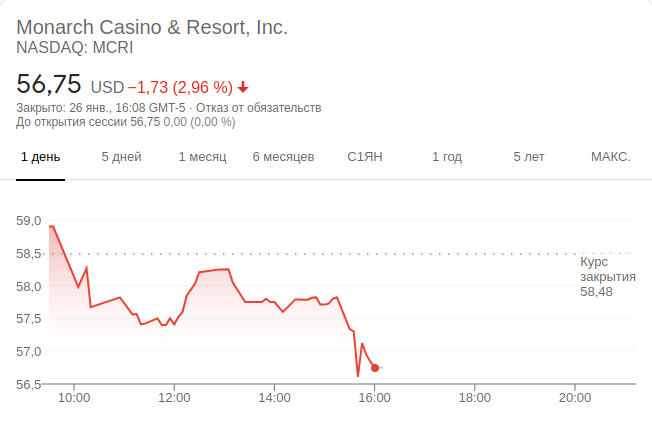 Monarch Casino & Resort, Inc.
NASDAQ: MCRI
56,75 USD −1,73 (2,96 %)
Закрыто: 26 янв., 16:08 GMT-5 · Отказ от обязательств
До открытия сессии 56,75 0,00 (0,00 %)
1 день 5 дней 1 месяц 6 месяцев С1ЯН 1 год 5 лет МАКС.
59,0
58,5
Курс
закрытия
58,48
58,0
57,5
57,0
56,5
10:00 12:00 14:00 16:00 18:00 20:00